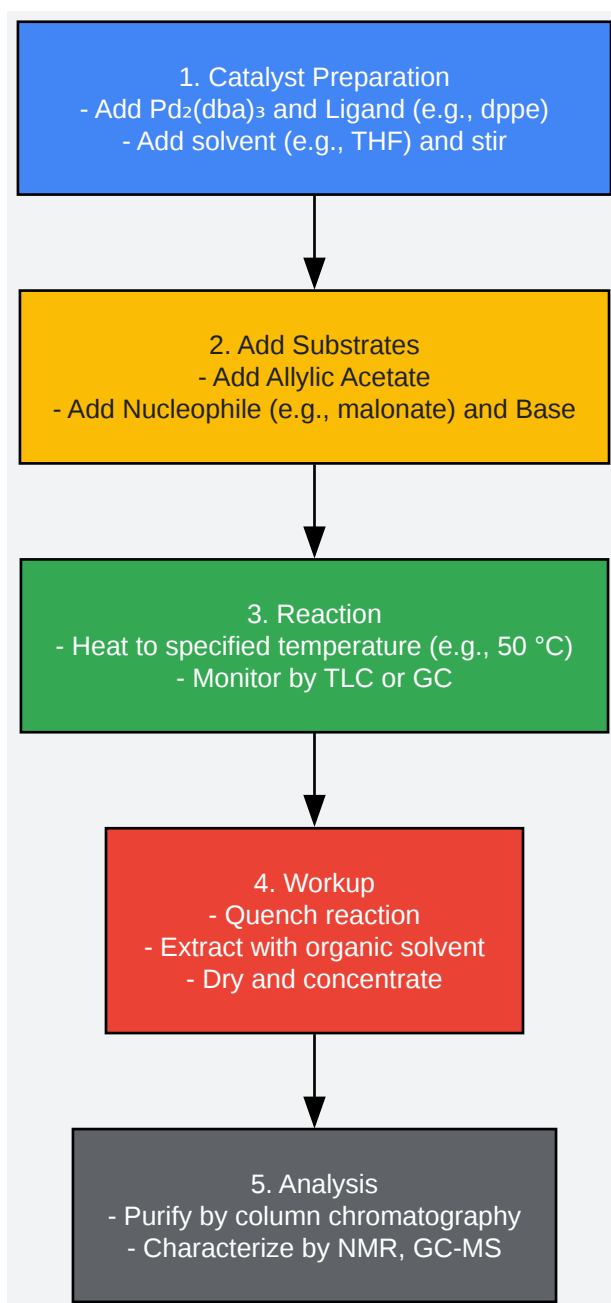 1. Catalyst Preparation
- Add Pd₂(dba)₃ and Ligand (e.g., dppe)
- Add solvent (e.g., THF) and stir
2. Add Substrates
- Add Allylic Acetate
- Add Nucleophile (e.g., malonate) and Base
3. Reaction
- Heat to specified temperature (e.g., 50 °C)
- Monitor by TLC or GC
4. Workup
- Quench reaction
- Extract with organic solvent
- Dry and concentrate
5. Analysis
- Purify by column chromatography
- Characterize by NMR, GC-MS